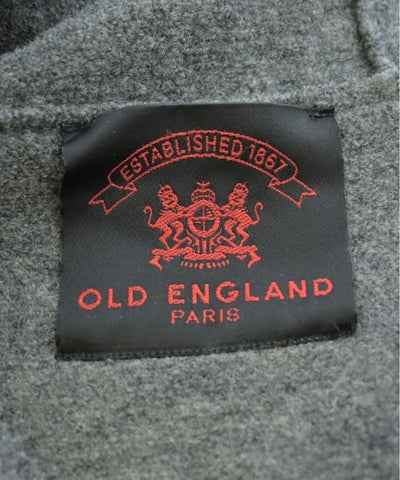 ESTABLISHED 1867
OLD ENGLAND
PARIS